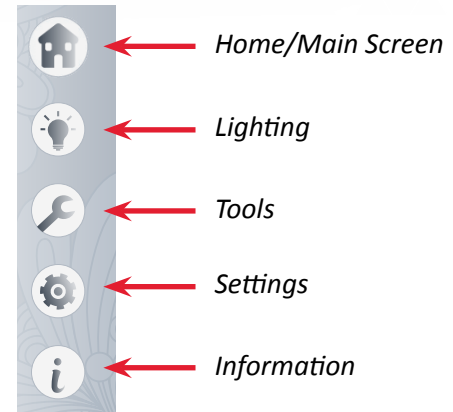 Home/Main Screen
Lighting
Tools
Settings
i
Information